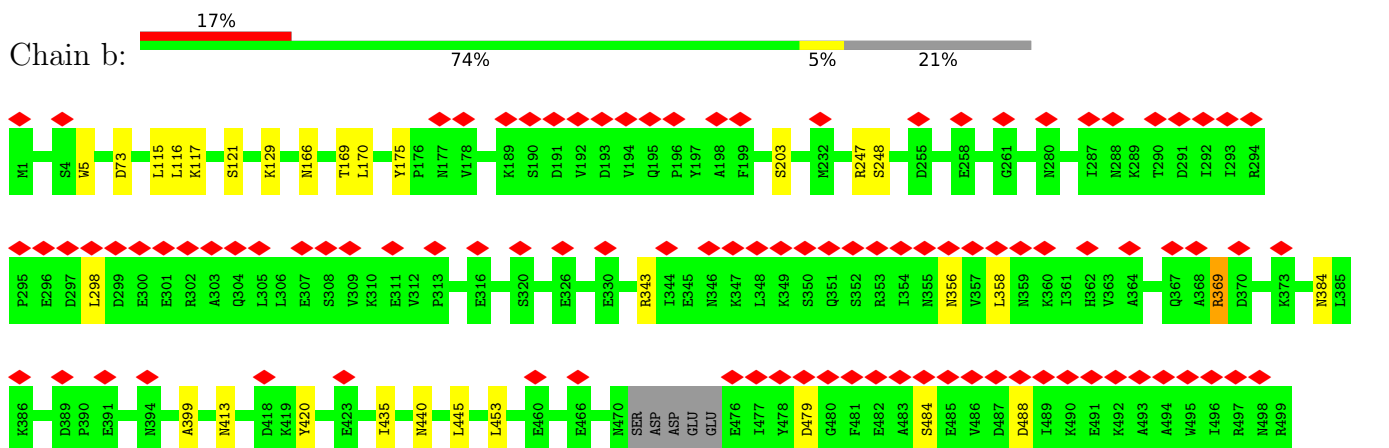 17%
Chain b:
74% 5% 21%
M1 S4 W5 D73 L115 L116 K117 S121 K129 N166 T169 L170 Y175 P176 N177 V178 K189 S190 D191 V192 D193 V194 Q195 P196 Y197 A198 F199 S203 M232 R247 S248 D255 E258 G261 N280 I287 N288 K289 T290 D291 I292 I293 R294
P295 E296 D297 L298 D299 E300 E301 R302 A303 Q304 L305 L306 E307 S308 V309 K310 E311 V312 P313 E316 S320 E326 E330 R343 I344 E345 N346 K347 L348 K349 S350 Q351 S352 R353 I354 N355 N356 V357 L358 N359 K360 I361 H362 V363 A364 Q367 A368 R369 D370 K373 N384 L385
K386 D389 P390 E391 N394 A399 N413 D418 K419 Y420 E423 I435 N440 L445 L453 E460 E466 N470 SER ASP ASP GLU GLU E476 I477 Y478 D479 G480 F481 E482 A483 S484 E485 V486 D487 D488 I489 K490 E491 K492 A493 A494 W495 I496 R497 N498 R499